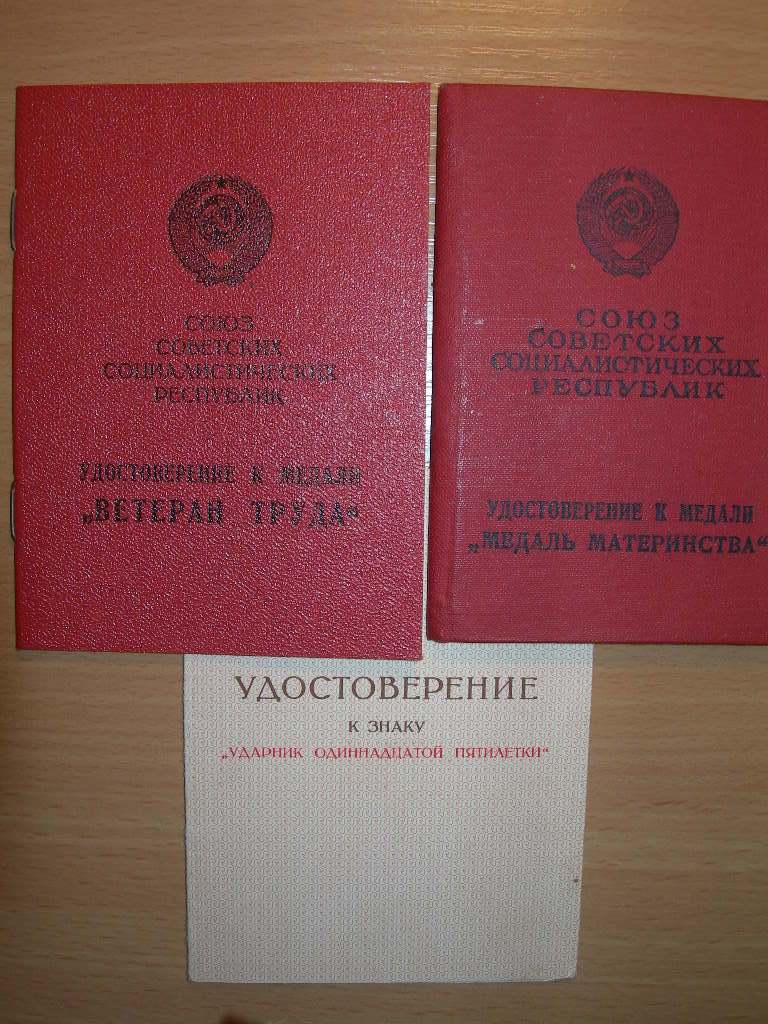 СОЮЗ
СОВЕТСКИХ
СОЦИАЛИСТИЧЕСКИХ
РЕСПУБЛИК
УДОСТОВЕРЕНИЕ К МЕДАЛИ
„ВЕТЕРАН ТРУДА“
СОЮЗ
СОВЕТСКИХ
СОЦИАЛИСТИЧЕСКИХ
РЕСПУБЛИК
УДОСТОВЕРЕНИЕ К МЕДАЛИ
„МЕДАЛЬ МАТЕРИНСТВА“
УДОСТОВЕРЕНИЕ
К ЗНАКУ
„УДАРНИК ОДИННАДЦАТОЙ ПЯТИЛЕТКИ“